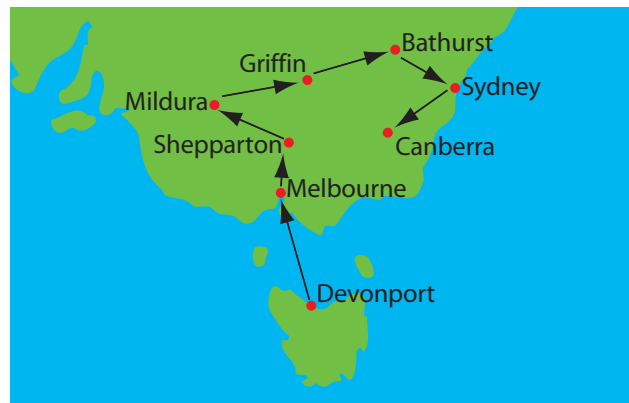 Bathurst
Griffin
Sydney
Mildura
Shepparton
Canberra
Melbourne
Devonport